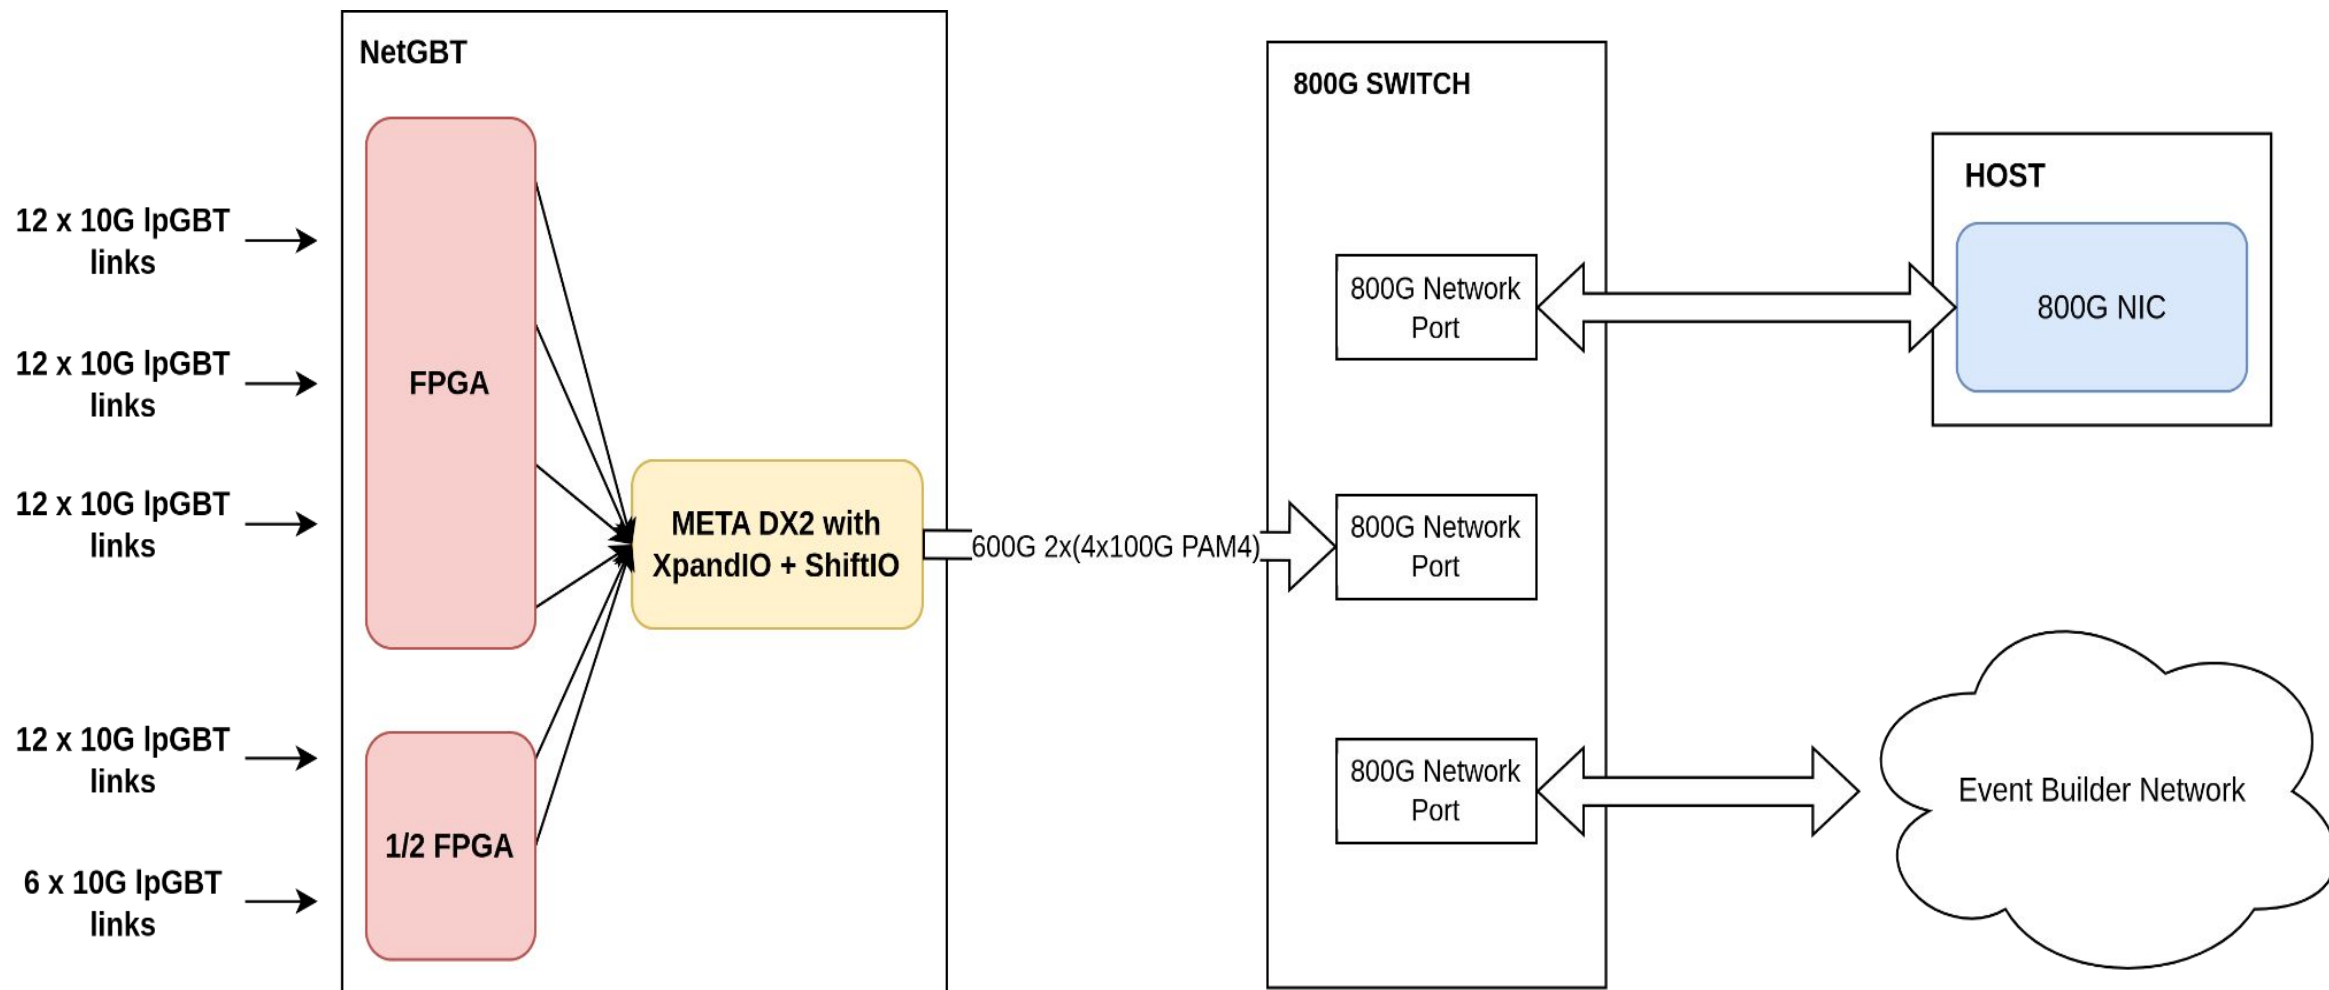 NetGBT
12 x 10G lpGBT
links
12 x 10G lpGBT
links
12 x 10G lpGBT
links
12 x 10G lpGBT
links
6 x 10G lpGBT
links
FPGA
1/2 FPGA
META DX2 with
XpandIO + ShiftIO
600G 2x(4x100G PAM4)
800G SWITCH
800G Network
Port
800G Network
Port
800G Network
Port
HOST
800G NIC
Event Builder Network